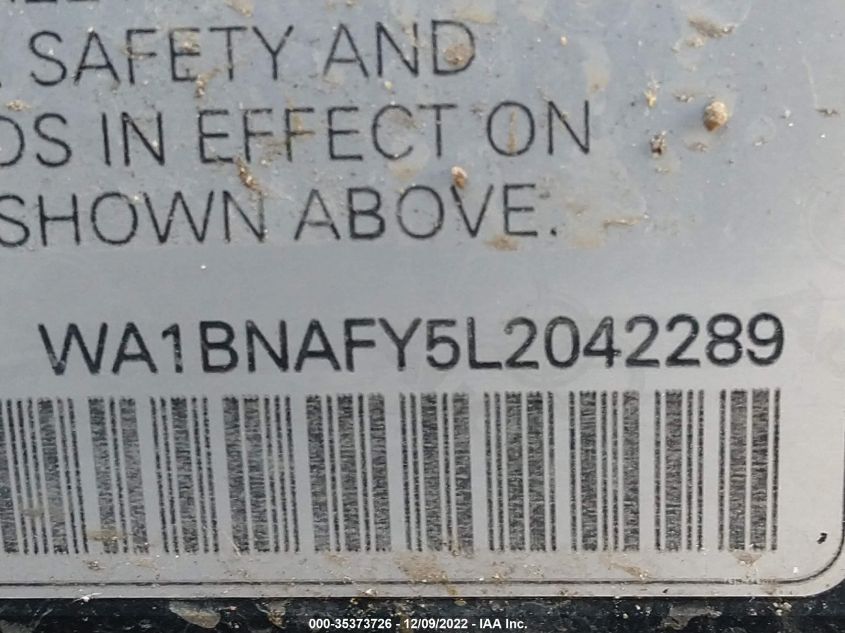 SAFETY AND
DS IN EFFECT ON
SHOWN ABOVE.
WA1BNAFY5L2042289
000-35373726 - 12/09/2022 - IAA Inc.